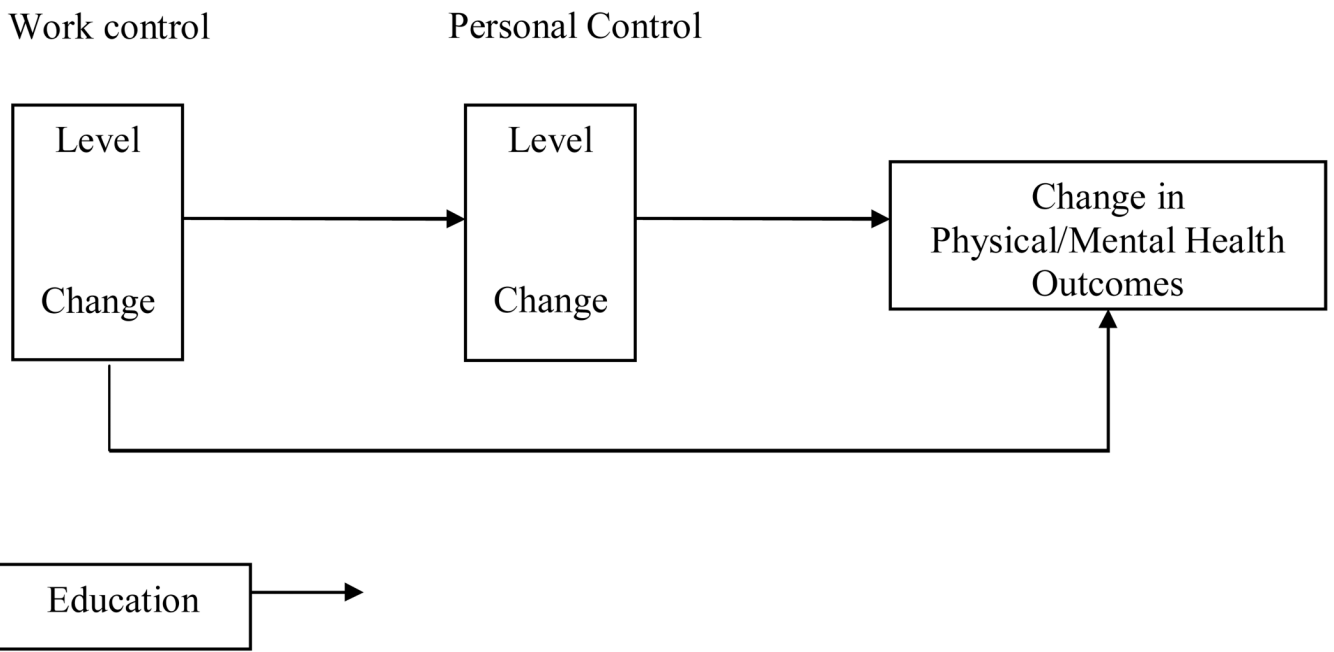 Work control
Personal Control
Level
Change
Level
Change
Change in
Physical/Mental Health
Outcomes
Education